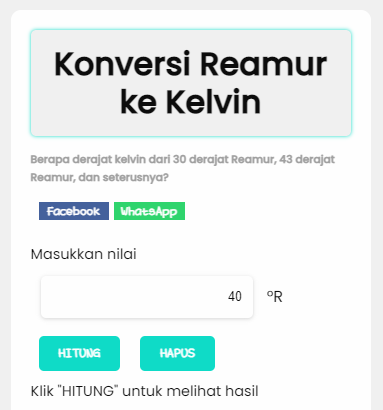 Konversi Reamur
ke Kelvin
Berapa derajat kelvin dari 30 derajat Reamur, 43 derajat
Reamur, dan seterusnya?
Facebook WhatsApp
Masukkan nilai
40 ºR
HITUNG HAPUS
Klik "HITUNG" untuk melihat hasil